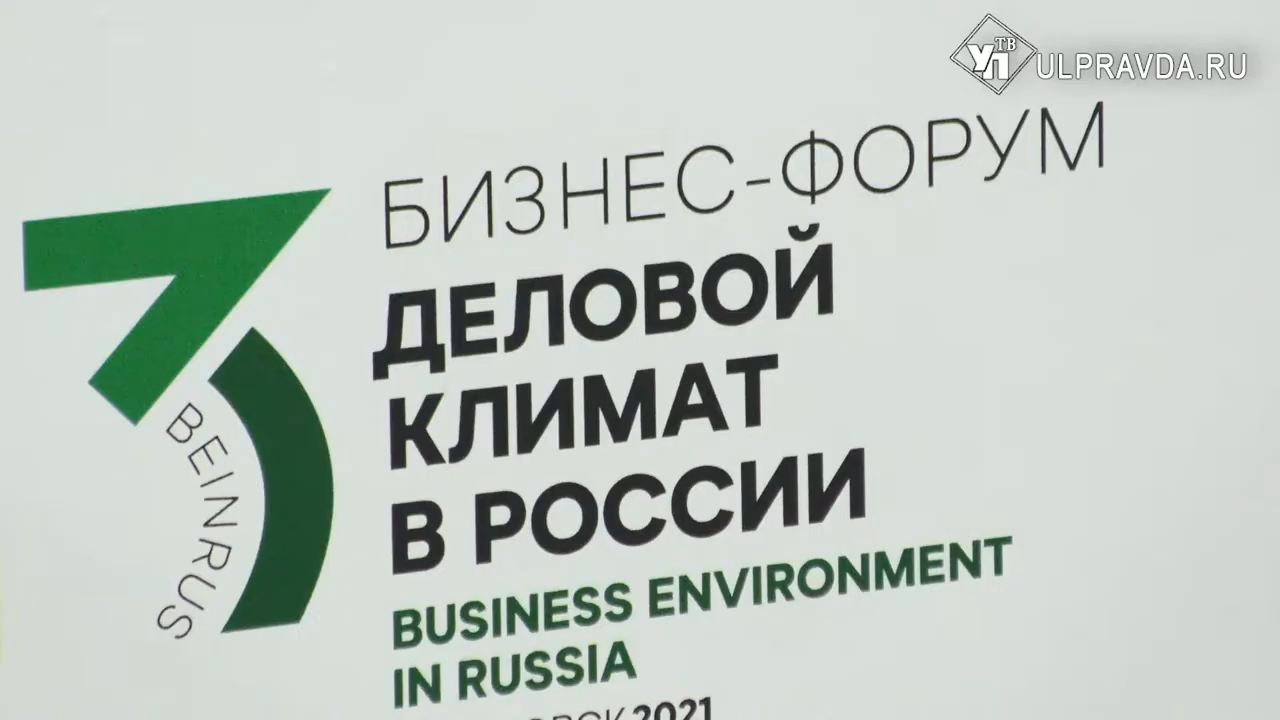 УП ТВ
ULPRAVDA.RU
БИЗНЕС-ФОРУМ
ДЕЛОВОЙ
КЛИМАТ
В РОССИИ
BUSINESS ENVIRONMENT
IN RUSSIA
2021
BEINRUS